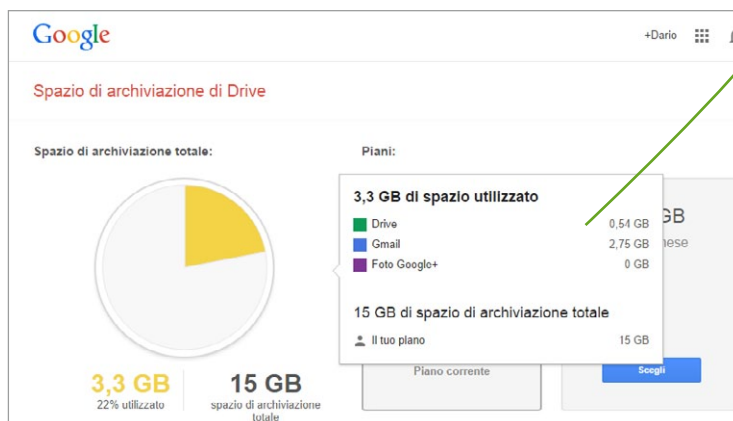 Google
+Dario
Spazio di archiviazione di Drive
Spazio di archiviazione totale:
Piani:
3,3 GB di spazio utilizzato
Drive 0,54 GB
Gmail 2,75 GB
Foto Google+ 0 GB
15 GB di spazio di archiviazione totale
Il tuo piano 15 GB
GB
Piano corrente
Scegli
3,3 GB
22% utilizzato
15 GB
spazio di archiviazione
totale